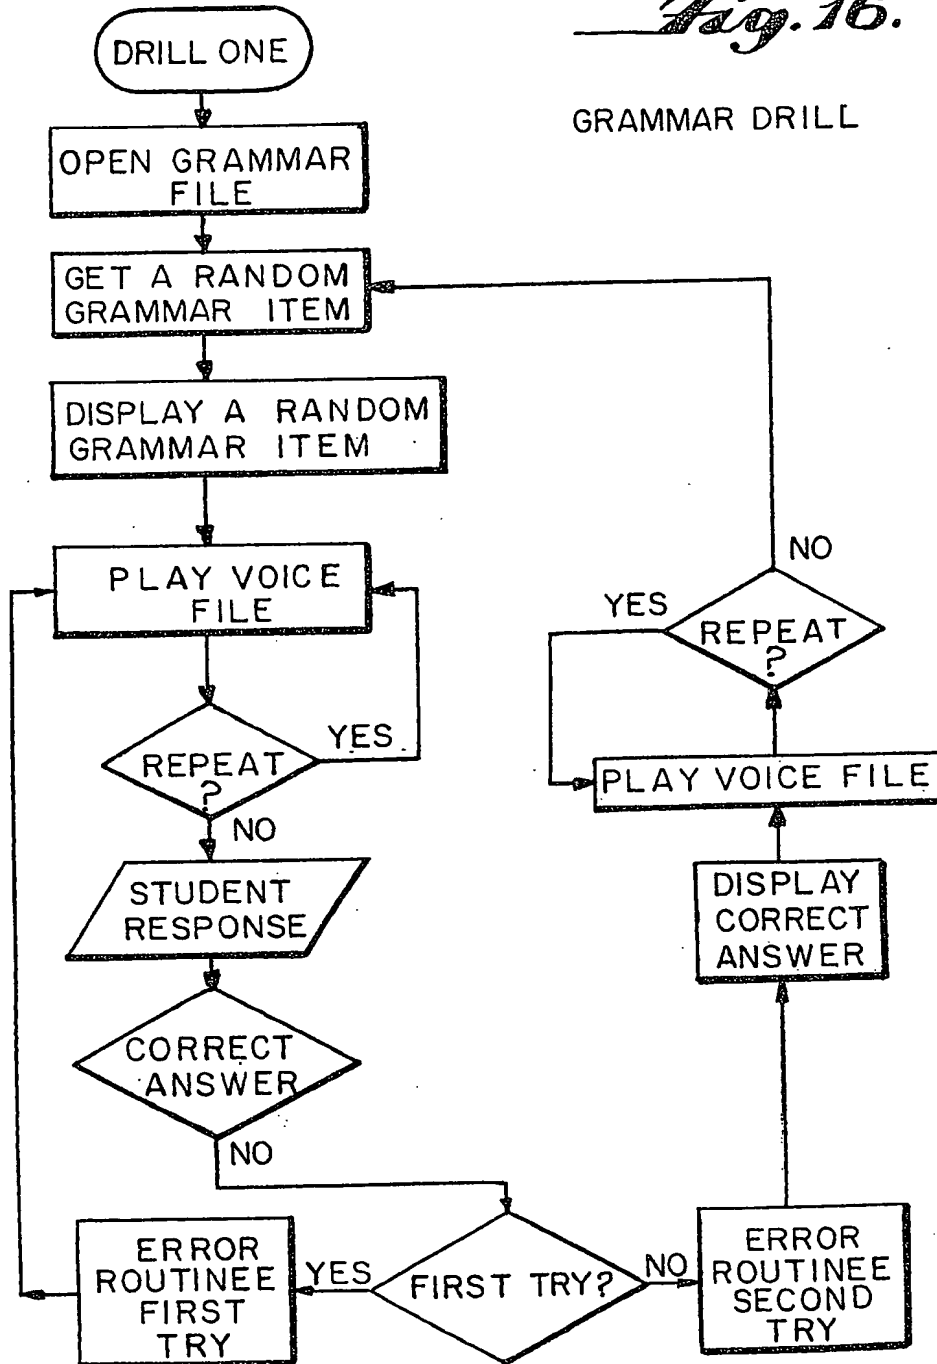 Fig. 16.
GRAMMAR DRILL
DRILL ONE
OPEN GRAMMAR
FILE
GET A RANDOM
GRAMMAR ITEM
DISPLAY A RANDOM
GRAMMAR ITEM
PLAY VOICE
FILE
REPEAT
?
YES
NO
STUDENT
RESPONSE
CORRECT
ANSWER
NO
FIRST TRY?
YES
ERROR
ROUTINEE
FIRST
TRY
NO
ERROR
ROUTINEE
SECOND
TRY
DISPLAY
CORRECT
ANSWER
PLAY VOICE FILE
REPEAT
?
YES
NO